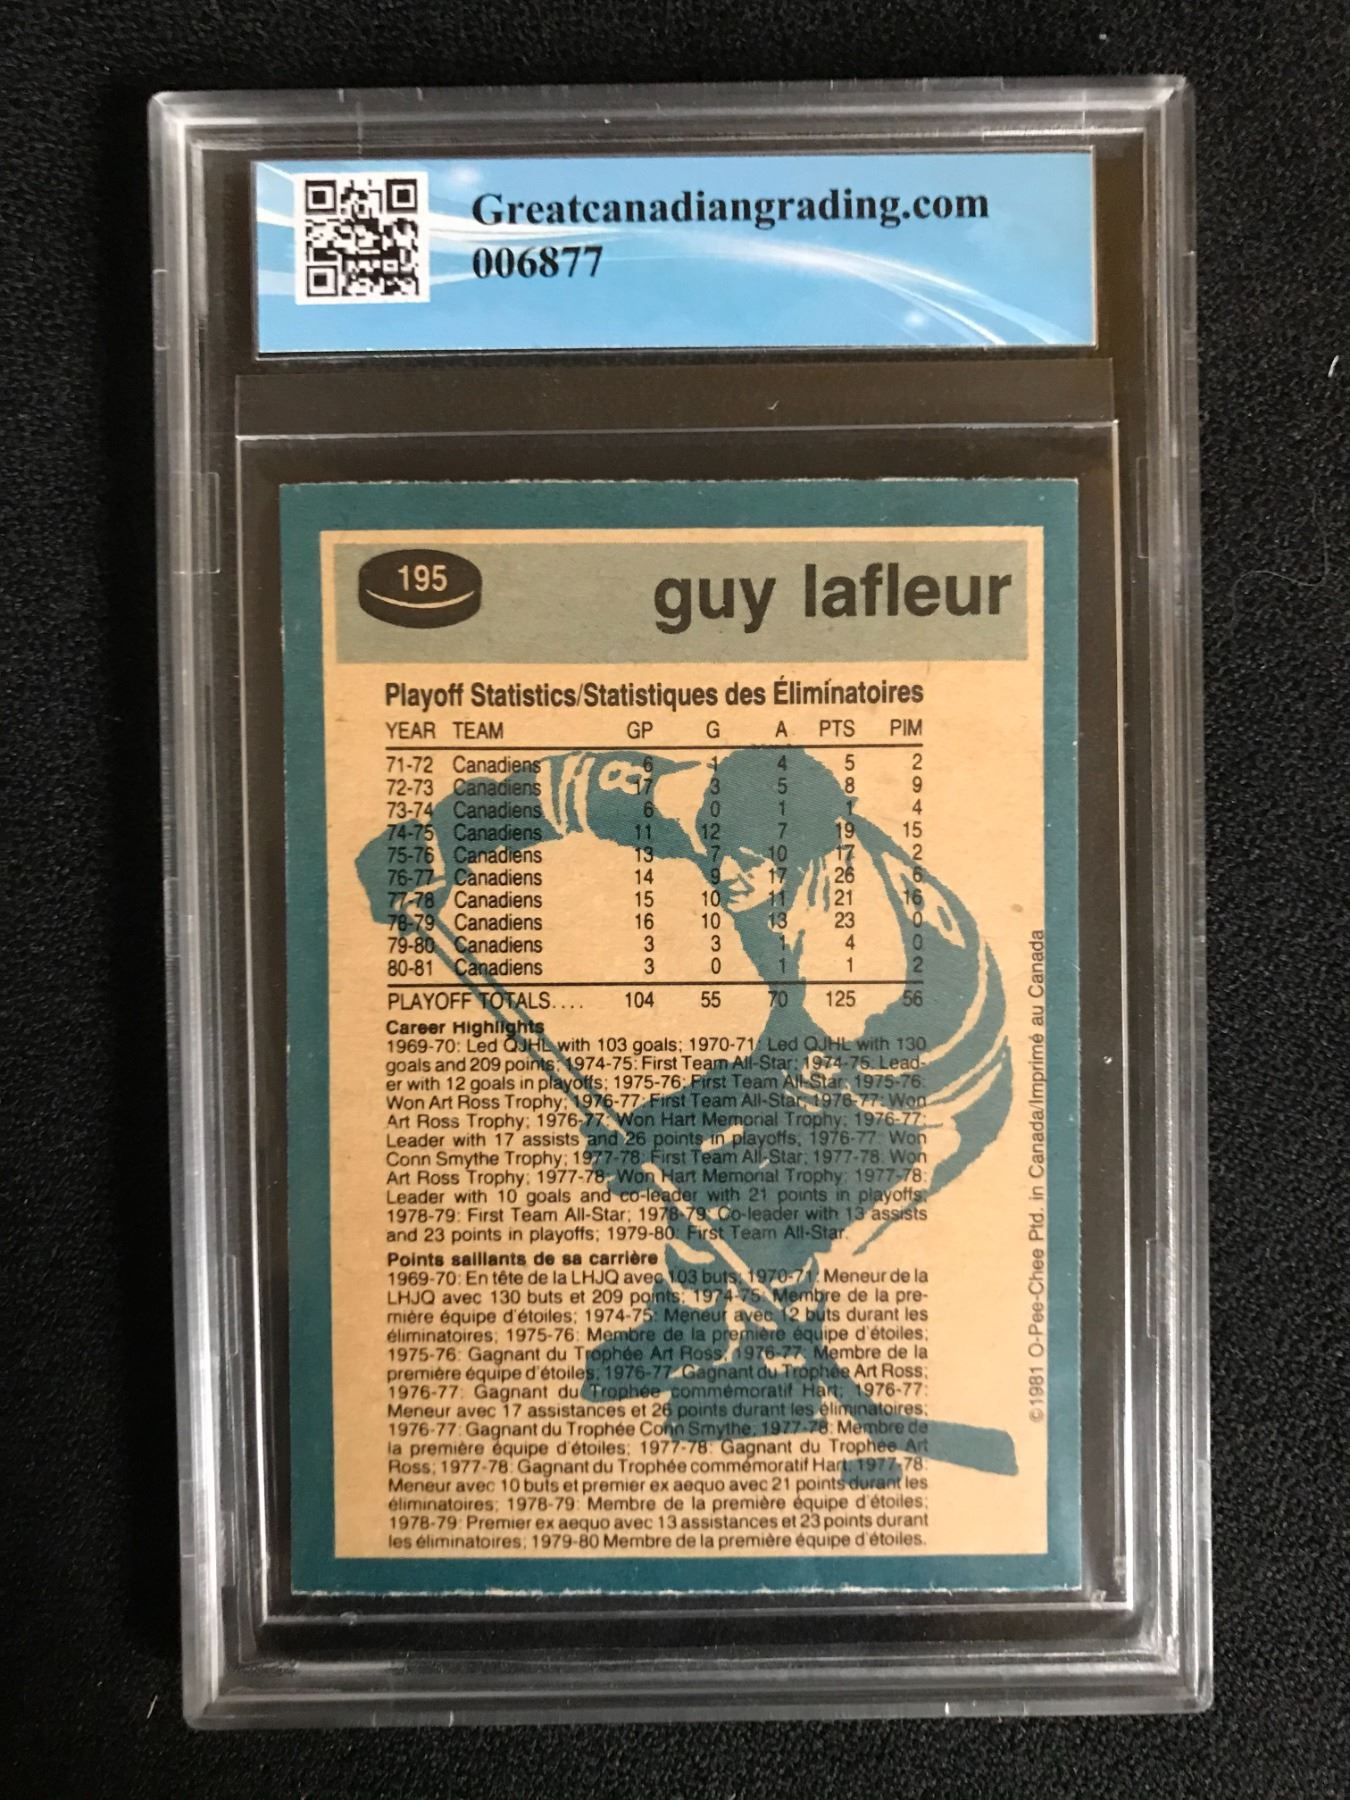 Greatcanadiangrading.com
006877
195
guy lafleur
Playoff Statistics/Statistiques des Éliminatoires
YEAR TEAM GP G A PTS PIM
71-72 Canadiens 6 1 4 5 2
72-73 Canadiens 17 3 5 8 9
73-74 Canadiens 6 0 1 1 4
74-75 Canadiens 11 12 7 19 15
75-76 Canadiens 13 7 10 17 2
76-77 Canadiens 14 9 17 26 6
77-78 Canadiens 15 10 11 21 16
78-79 Canadiens 16 10 13 23 0
79-80 Canadiens 3 3 1 4 0
80-81 Canadiens 3 0 1 1 2
PLAYOFF TOTALS.... 104 55 70 125 56
Career Highlights
1969-70: Led QJHL with 103 goals; 1970-71: Led QJHL with 130
goals and 209 points; 1974-75: First Team All-Star; 1974-75: Lead-
er with 12 goals in playoffs; 1975-76: First Team All-Star; 1975-76:
Won Art Ross Trophy; 1976-77: First Team All-Star; 1976-77: Won
Art Ross Trophy; 1976-77: Won Hart Memorial Trophy; 1976-77:
Leader with 17 assists and 26 points in playoffs; 1976-77: Won
Conn Smythe Trophy; 1977-78: First Team All-Star; 1977-78: Won
Art Ross Trophy; 1977-78: Won Hart Memorial Trophy; 1977-78:
Leader with 10 goals and co-leader with 21 points in playoffs;
1978-79: First Team All-Star; 1978-79: Co-leader with 13 assists
and 23 points in playoffs; 1979-80: First Team All-Star.
Points saillants de sa carrière
1969-70: En tête de la LHJQ avec 103 buts; 1970-71: Meneur de la
LHJQ avec 130 buts et 209 points; 1974-75: Membre de la pre-
mière équipe d'étoiles; 1974-75: Meneur avec 12 buts durant les
éliminatoires; 1975-76: Membre de la première équipe d'étoiles;
1975-76: Gagnant du Trophée Art Ross; 1976-77: Membre de la
première équipe d'étoiles; 1976-77: Gagnant du Trophée Art Ross;
1976-77: Gagnant du Trophée commémoratif Hart; 1976-77:
Meneur avec 17 assistances et 26 points durant les éliminatoires;
1976-77: Gagnant du Trophée Conn Smythe; 1977-78: Membre de
la première équipe d'étoiles; 1977-78: Gagnant du Trophée Art
Ross; 1977-78: Gagnant du Trophée commémoratif Hart; 1977-78:
Meneur avec 10 buts et premier ex aequo avec 21 points durant les
éliminatoires; 1978-79: Membre de la première équipe d'étoiles;
1978-79: Premier ex aequo avec 13 assistances et 23 points durant
les éliminatoires; 1979-80 Membre de la première équipe d'étoiles.
©1981 O-Pee-Chee Ptd. in Canada/Imprimé au Canada